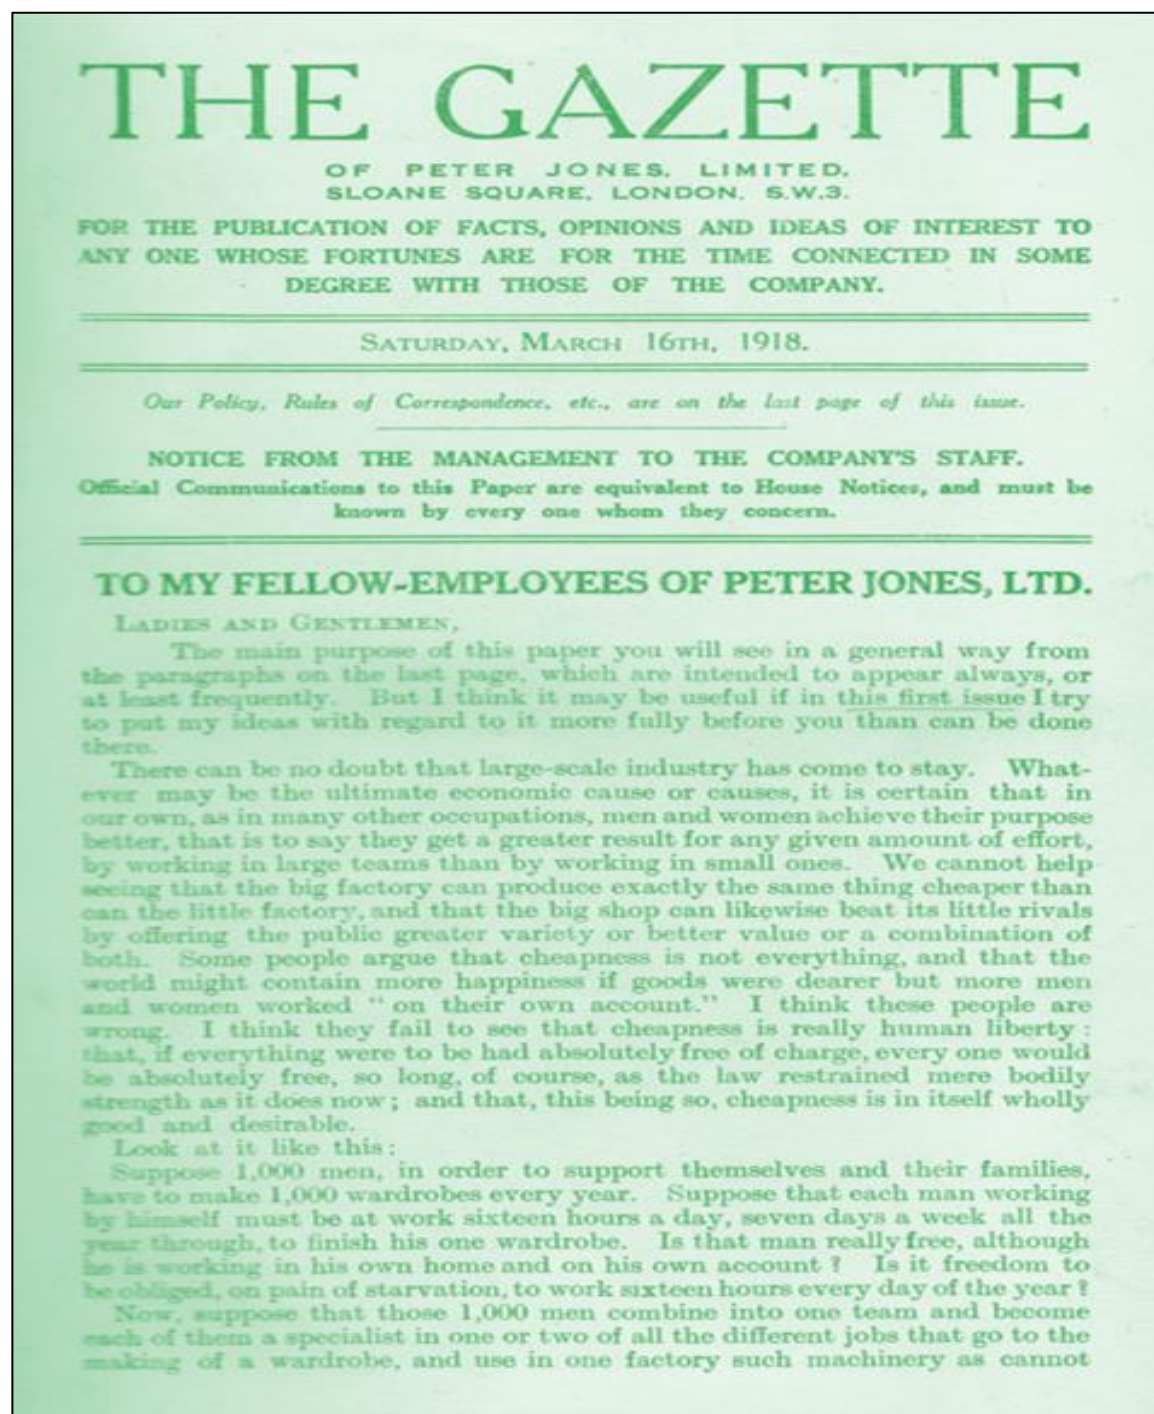 THE GAZETTE
OF PETER JONES, LIMITED,
SLOANE SQUARE, LONDON, S.W.3.
FOR THE PUBLICATION OF FACTS, OPINIONS AND IDEAS OF INTEREST TO
ANY ONE WHOSE FORTUNES ARE FOR THE TIME CONNECTED IN SOME
DEGREE WITH THOSE OF THE COMPANY.
SATURDAY, MARCH 16TH, 1918.
Our Policy, Rules of Correspondence, etc., are on the last page of this issue.
NOTICE FROM THE MANAGEMENT TO THE COMPANY'S STAFF.
Official Communications to this Paper are equivalent to House Notices, and must be
known by every one whom they concern.
TO MY FELLOW-EMPLOYEES OF PETER JONES, LTD.
LADIES AND GENTLEMEN,
The main purpose of this paper you will see in a general way from
the paragraphs on the last page, which are intended to appear always, or
at least frequently. But I think it may be useful if in this first issue I try
to put my ideas with regard to it more fully before you than can be done
there.
There can be no doubt that large-scale industry has come to stay. What-
ever may be the ultimate economic cause or causes, it is certain that in
our own, as in many other occupations, men and women achieve their purpose
better, that is to say they get a greater result for any given amount of effort,
by working in large teams than by working in small ones. We cannot help
seeing that the big factory can produce exactly the same thing cheaper than
can the little factory, and that the big shop can likewise beat its little rivals
by offering the public greater variety or better value or a combination of
both. Some people argue that cheapness is not everything, and that the
world might contain more happiness if goods were dearer but more men
and women worked "on their own account." I think these people are
wrong. I think they fail to see that cheapness is really human liberty:
that, if everything were to be had absolutely free of charge, every one would
be absolutely free, so long, of course, as the law restrained mere bodily
strength as it does now; and that, this being so, cheapness is in itself wholly
good and desirable.
Look at it like this:
Suppose 1,000 men, in order to support themselves and their families,
have to make 1,000 wardrobes every year. Suppose that each man working
by himself must be at work sixteen hours a day, seven days a week all the
year through, to finish his one wardrobe. Is that man really free, although
he is working in his own home and on his own account? Is it freedom to
be obliged, on pain of starvation, to work sixteen hours every day of the year?
Now, suppose that those 1,000 men combine into one team and become
each of them a specialist in one or two of all the different jobs that go to the
making of a wardrobe, and use in one factory such machinery as cannot